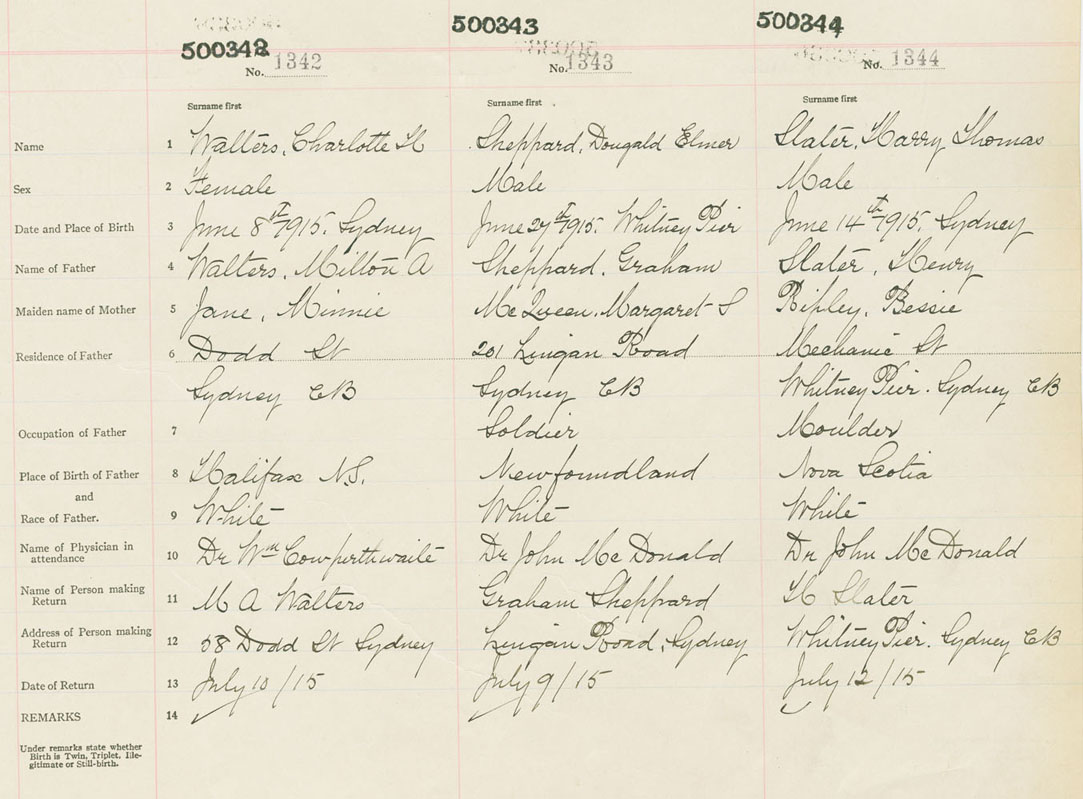 500342 500343 500344
No. 1342 No. 1343 No. 1344
Surname first Surname first Surname first
Name 1 Walters, Charlotte H Sheppard, Dougald Elmer Slater, Harry Thomas
Sex 2 Female Male Male
Date and Place of Birth 3 June 8th 1915. Sydney June 27th 1915. Whitney Pier June 14th 1915. Sydney
Name of Father 4 Walters, Milton A Sheppard, Graham Slater, Henry
Maiden name of Mother 5 Jane, Minnie McQueen, Margaret S Ripley, Bessie
Residence of Father 6 Dodd St 201 Lingan Road Mechanic St
Sydney CB Sydney CB Whitney Pier. Sydney CB
Occupation of Father 7 Soldier Moulder
Place of Birth of Father 8 Halifax N.S. Newfoundland Nova Scotia
and
Race of Father. 9 White White White
Name of Physician in
attendance 10 Dr Wm Cowperthwaite Dr John McDonald Dr John McDonald
Name of Person making
Return 11 M A Walters Graham Sheppard H Slater
Address of Person making
Return 12 58 Dodd St Sydney Lingan Road, Sydney Whitney Pier. Sydney CB
Date of Return 13 July 10/15 July 9/15 July 12/15
REMARKS 14
Under remarks state whether
Birth is Twin, Triplet, Ille-
gitimate or Still-birth.